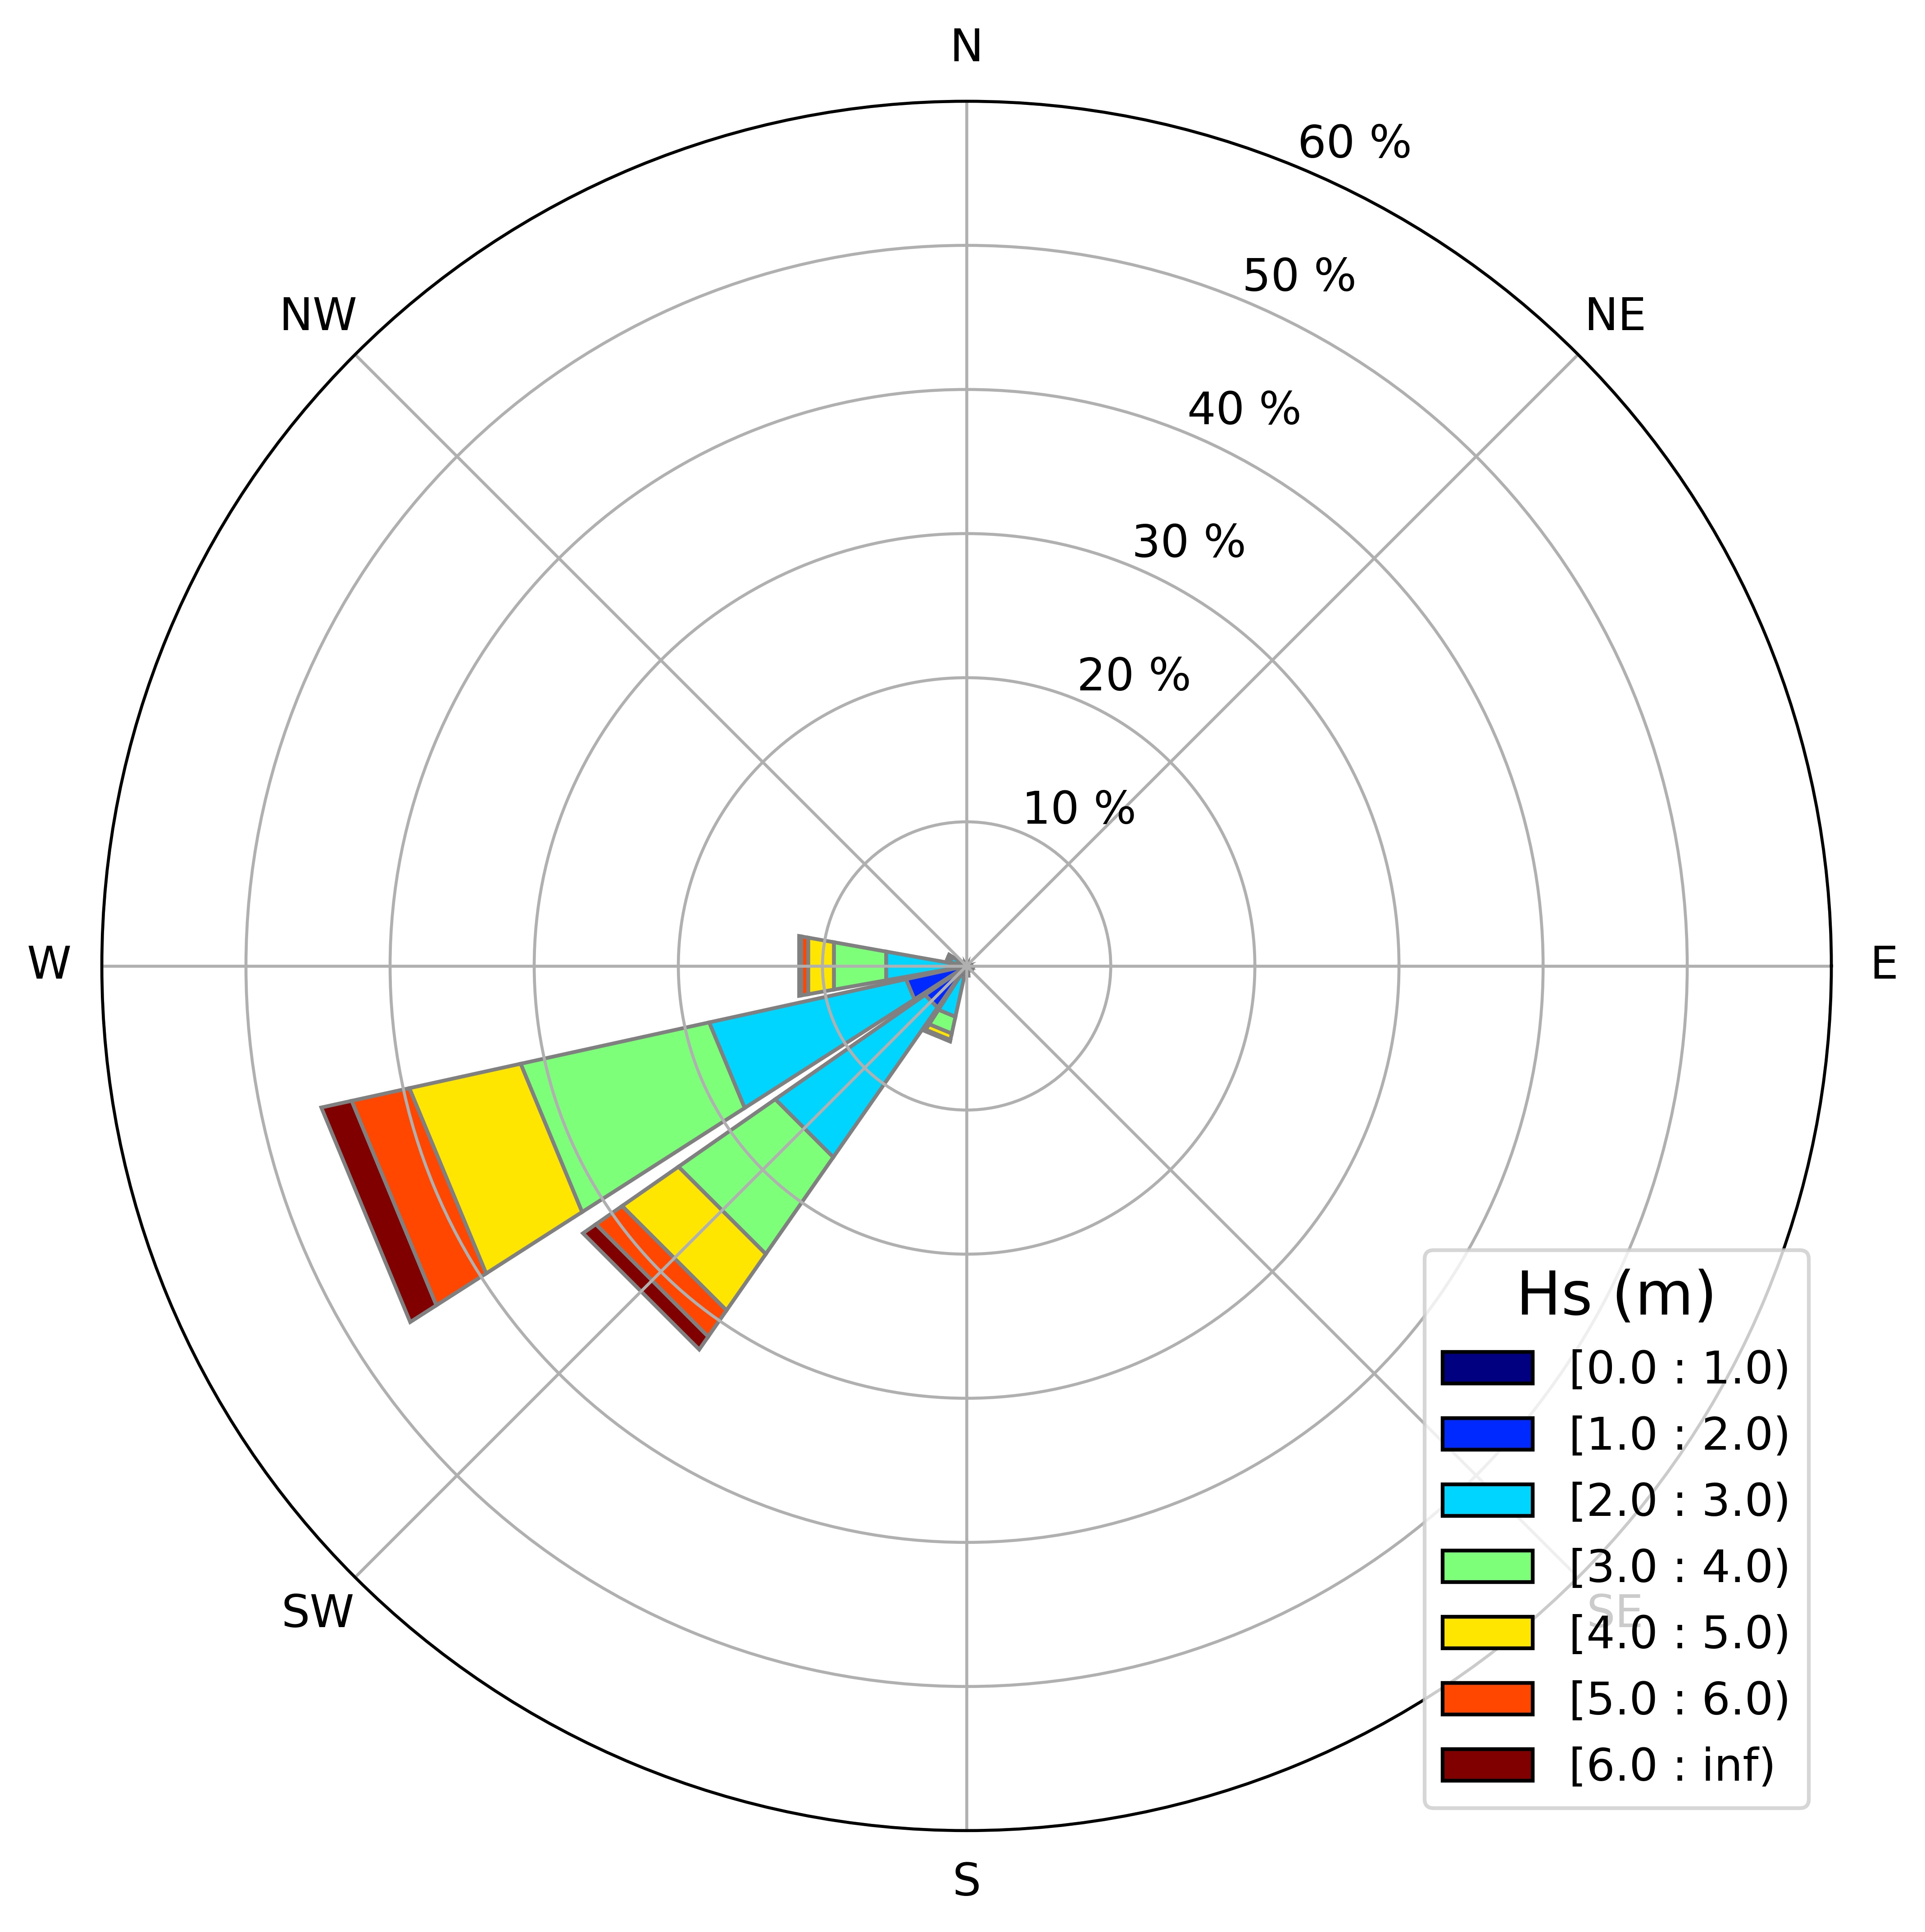 N
60 %
50 %
NW
NE
40 %
30 %
20 %
10 %
W
E
Hs (m)
[0.0 : 1.0)
[1.0 : 2.0)
[2.0 : 3.0)
[3.0 : 4.0)
SW
SE
[4.0 : 5.0)
[5.0 : 6.0)
[6.0 : inf)
S